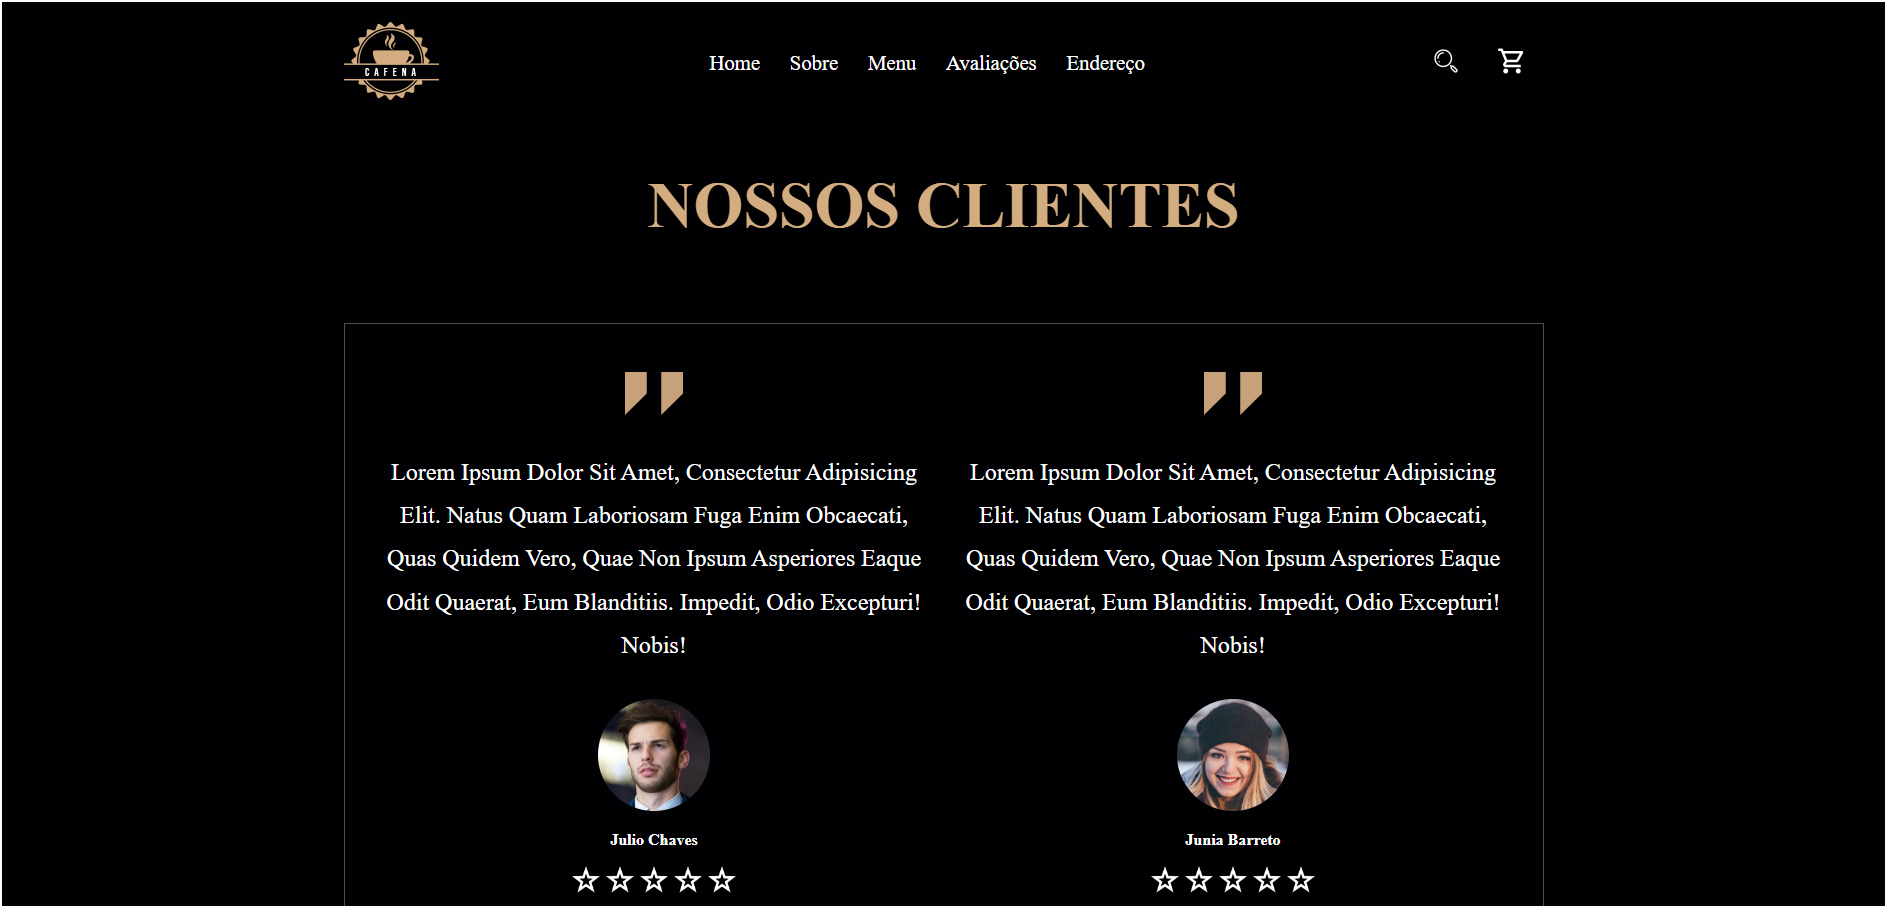 CAFENA
Home Sobre Menu Avaliações Endereço
NOSSOS CLIENTES
Lorem Ipsum Dolor Sit Amet, Consectetur Adipisicing
Elit. Natus Quam Laboriosam Fuga Enim Obcaecati,
Quas Quidem Vero, Quae Non Ipsum Asperiores Eaque
Odit Quaerat, Eum Blanditiis. Impedit, Odio Excepturi!
Nobis!
Julio Chaves
Lorem Ipsum Dolor Sit Amet, Consectetur Adipisicing
Elit. Natus Quam Laboriosam Fuga Enim Obcaecati,
Quas Quidem Vero, Quae Non Ipsum Asperiores Eaque
Odit Quaerat, Eum Blanditiis. Impedit, Odio Excepturi!
Nobis!
Junia Barreto